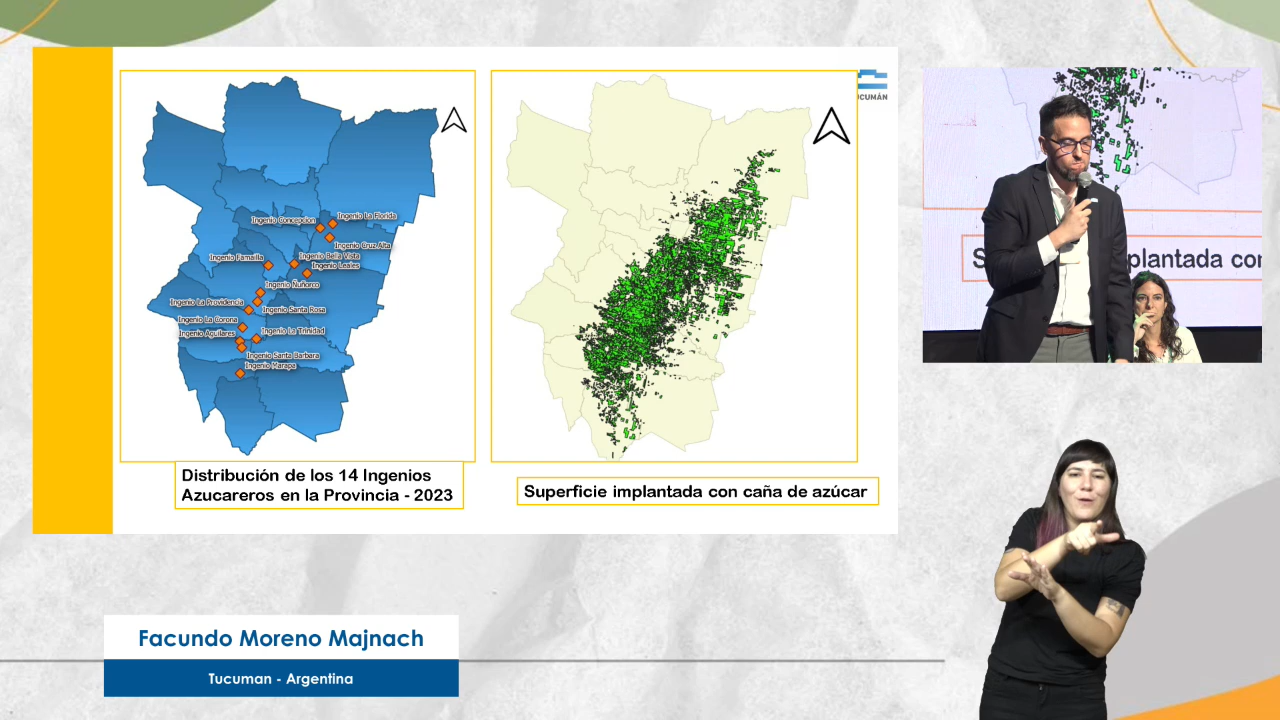 Ingenio La Florida
Ingenio Concepcion
Ingenio Cruz Alta
Ingenio Bella Vista
Ingenio Famailla
Ingenio Leales
Ingenio Ñuñorco
Ingenio La Providencia
Ingenio Santa Rosa
Ingenio La Corona
Ingenio La Trinidad
Ingenio Aguilares
Ingenio Santa Barbara
Ingenio Marapa
Distribución de los 14 Ingenios
Azucareros en la Provincia - 2023
Superficie implantada con caña de azúcar
CUMÁN
S
plantada con
Facundo Moreno Majnach
Tucuman - Argentina